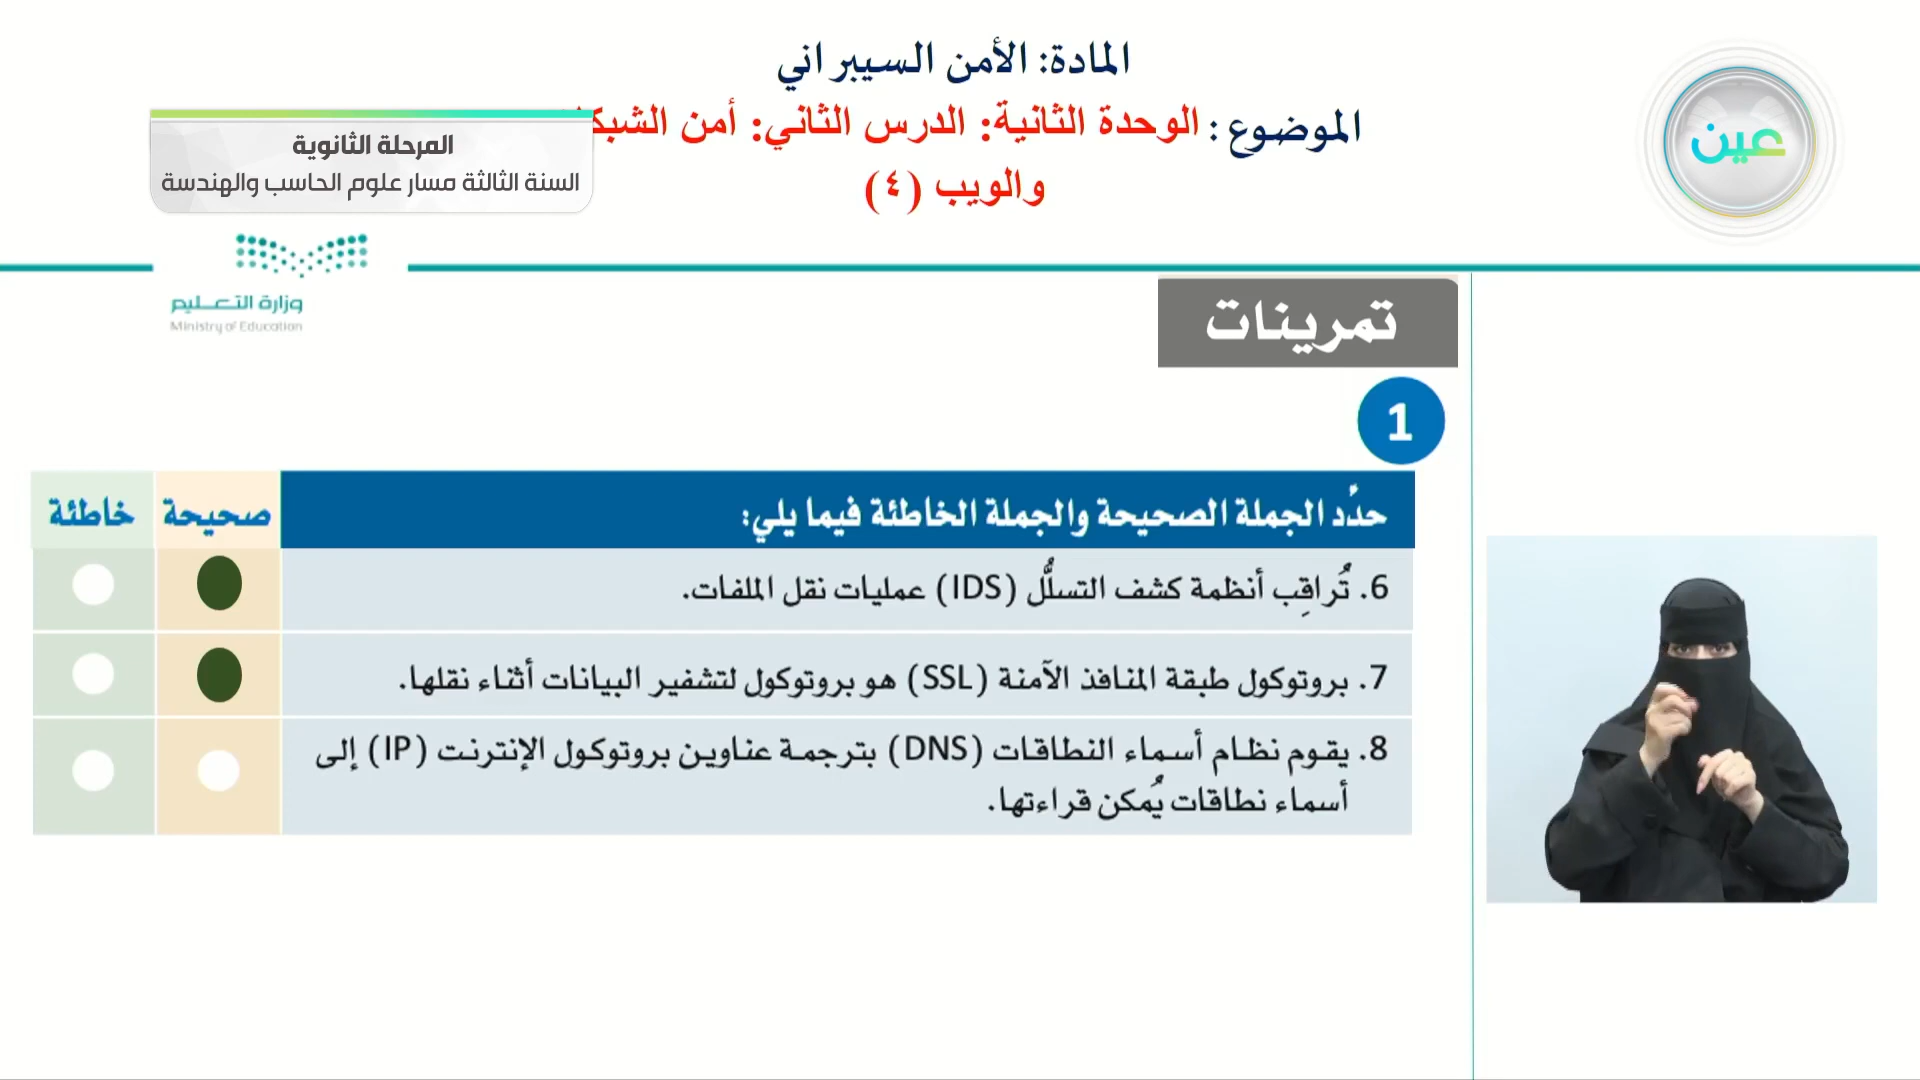 المادة: الأمن السيبراني
الموضوع: الوحدة الثانية: الدرس الثاني: أمن
والويب (٤)
المرحلة الثانوية
السنة الثالثة مسار علوم الحاسب والهندسة
عين
وزارة التعليم
Ministry of Education
تمرينات
1
حدِّد الجملة الصحيحة والجملة الخاطئة فيما يلي: صحيحة خاطئة
6. تُراقِب أنظمة كشف التسلُّل (IDS) عمليات نقل الملفات.
7. بروتوكول طبقة المنافذ الآمنة (SSL) هو بروتوكول لتشفير البيانات أثناء نقلها.
8. يقوم نظام أسماء النطاقات (DNS) بترجمة عناوين بروتوكول الإنترنت (IP) إلى
أسماء نطاقات يُمكن قراءتها.